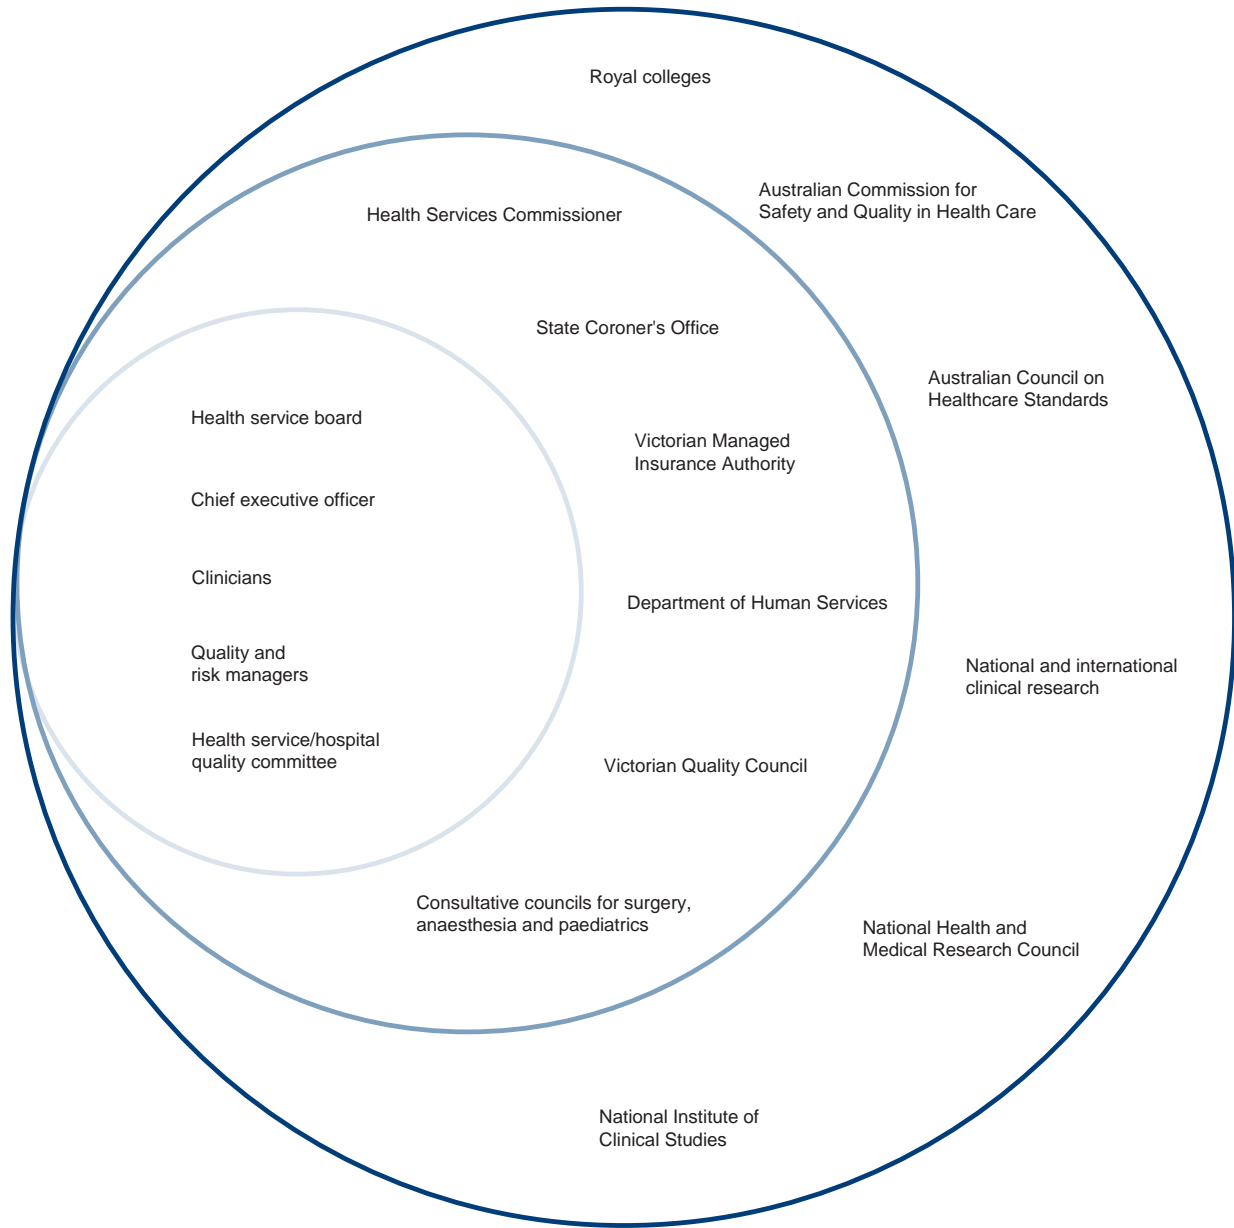 Royal colleges
Australian Commission for
Safety and Quality in Health Care
Health Services Commissioner
State Coroner's Office
Australian Council on
Healthcare Standards
Health service board
Victorian Managed
Insurance Authority
Chief executive officer
Clinicians
Department of Human Services
Quality and
risk managers
National and international
clinical research
Health service/hospital
quality committee
Victorian Quality Council
Consultative councils for surgery,
anaesthesia and paediatrics
National Health and
Medical Research Council
National Institute of
Clinical Studies